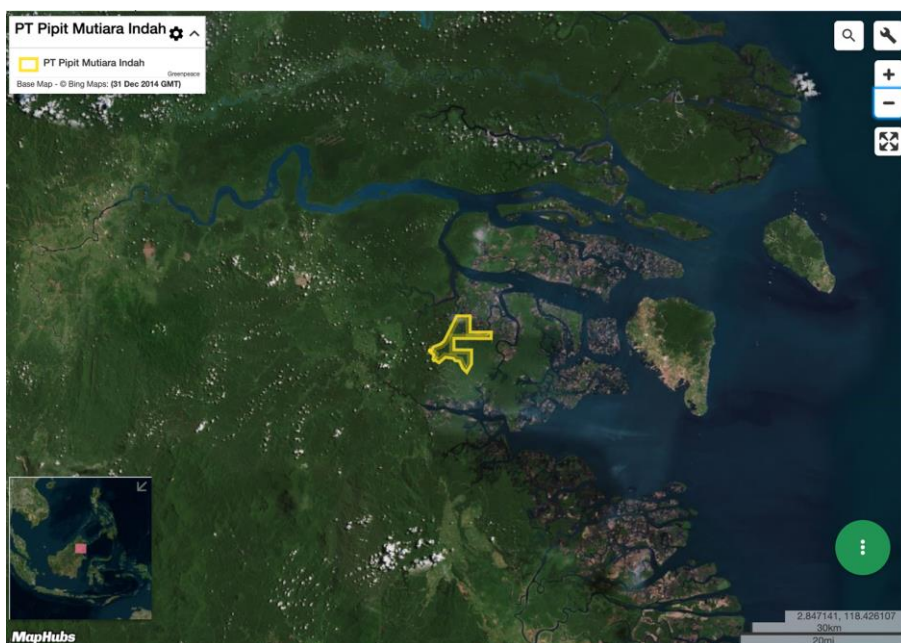 PT Pipit Mutiara Indah
PT Pipit Mutiara Indah
Greenpeace
Base Map - © Bing Maps: (31 Dec 2014 GMT)
2.847141, 118.426107
30km
20mi
MapHubs